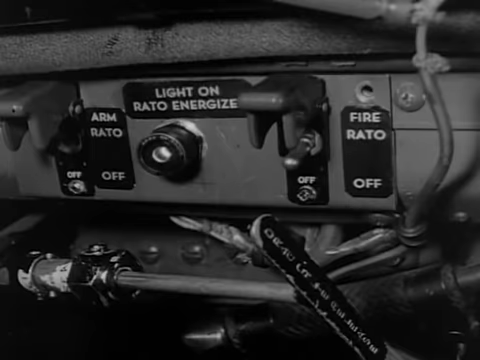 LIGHT ON
RATO ENERGIZE
ARM
RATO
OFF
OFF
OFF
FIRE
RATO
OFF